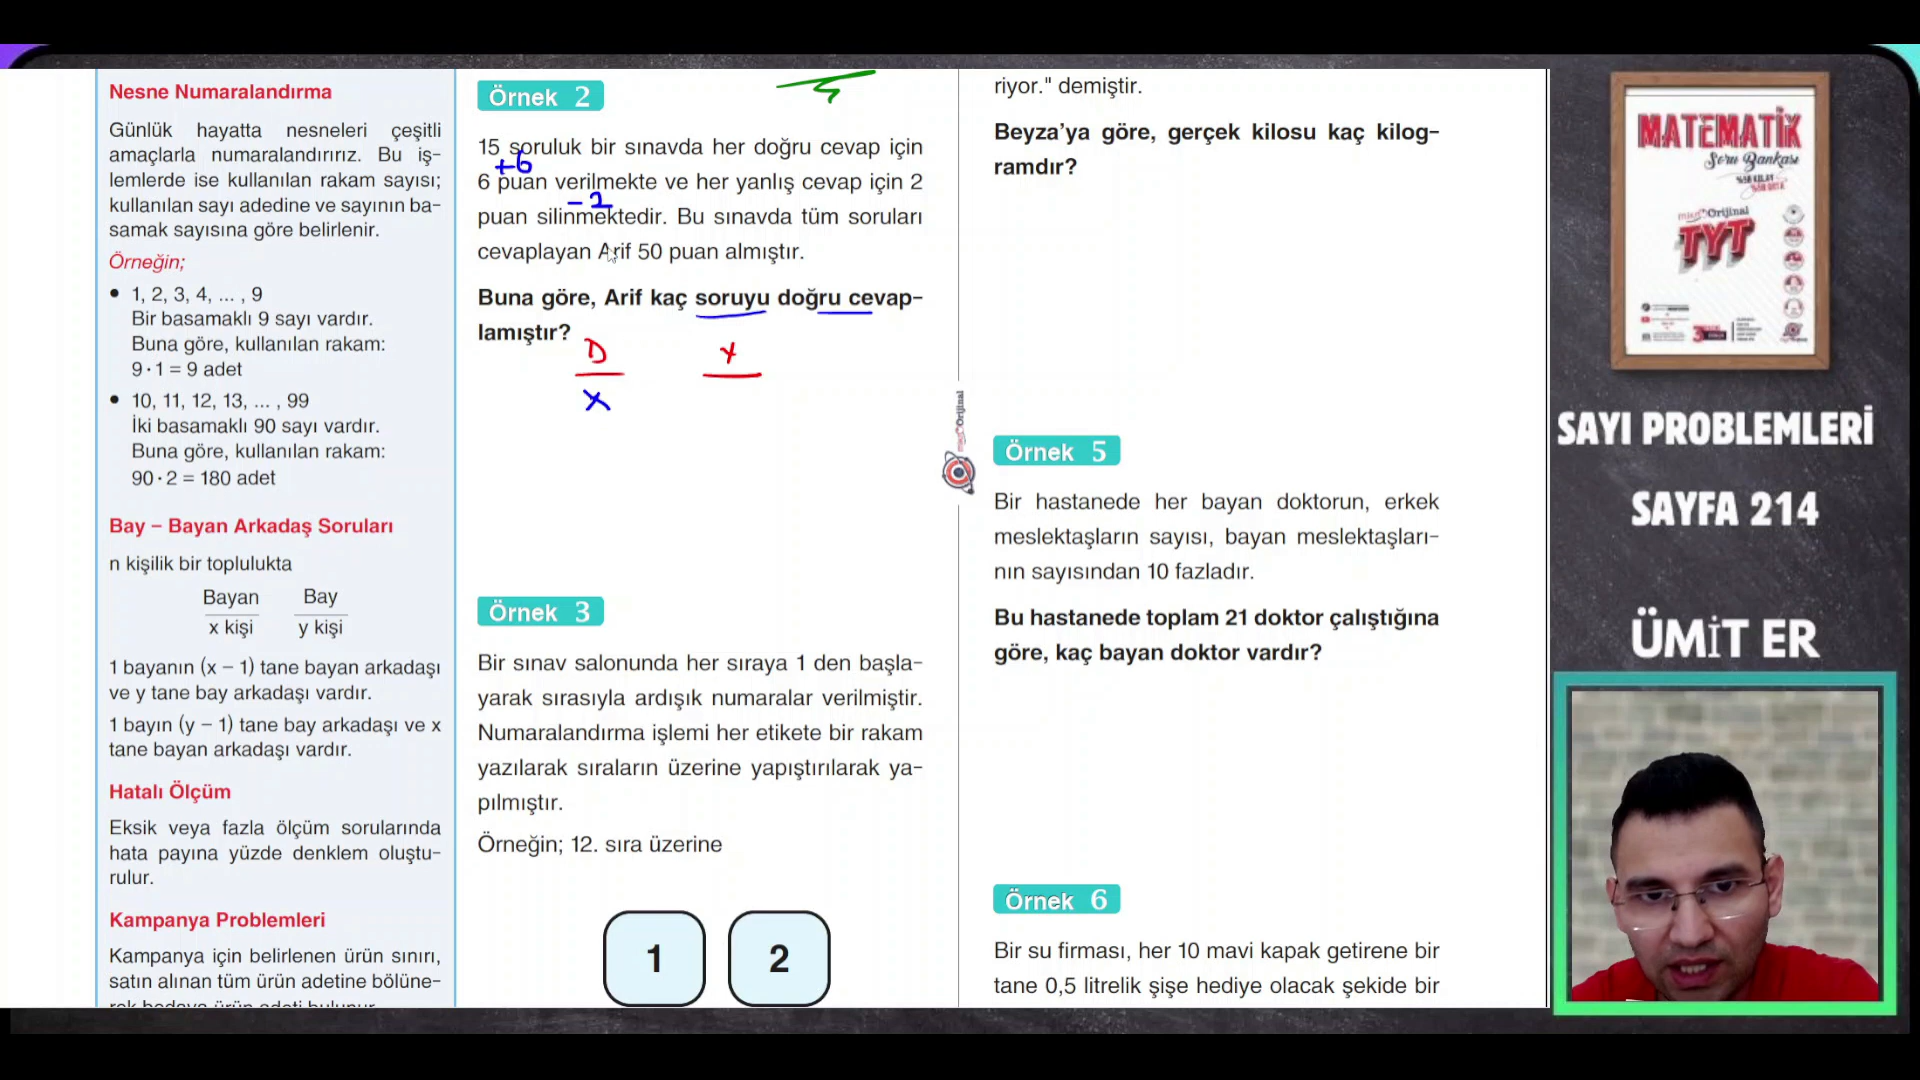 Nesne Numaralandırma
Günlük hayatta nesneleri çeşitli
amaçlarla numaralandırırız. Bu iş-
lemlerde ise kullanılan rakam sayısı;
kullanılan sayı adedine ve sayının ba-
samak sayısına göre belirlenir.
Örneğin;
• 1, 2, 3, 4, ... , 9
Bir basamaklı 9 sayı vardır.
Buna göre, kullanılan rakam:
9 · 1 = 9 adet
• 10, 11, 12, 13, ... , 99
İki basamaklı 90 sayı vardır.
Buna göre, kullanılan rakam:
90 · 2 = 180 adet
Bay – Bayan Arkadaş Soruları
n kişilik bir toplulukta
Bayan Bay
x kişi y kişi
1 bayanın (x – 1) tane bayan arkadaşı
ve y tane bay arkadaşı vardır.
1 bayın (y – 1) tane bay arkadaşı ve x
tane bayan arkadaşı vardır.
Hatalı Ölçüm
Eksik veya fazla ölçüm sorularında
hata payına yüzde denklem oluştu-
rulur.
Kampanya Problemleri
Kampanya için belirlenen ürün sınırı,
satın alınan tüm ürün adetine bölüne-
rek bedava ürün adeti bulunur.
Örnek 2
15 soruluk bir sınavda her doğru cevap için
+6
6 puan verilmekte ve her yanlış cevap için 2
-2
puan silinmektedir. Bu sınavda tüm soruları
cevaplayan Arif 50 puan almıştır.
Buna göre, Arif kaç soruyu doğru cevap-
lamıştır?
D Y
x
Örnek 3
Bir sınav salonunda her sıraya 1 den başla-
yarak sırasıyla ardışık numaralar verilmiştir.
Numaralandırma işlemi her etikete bir rakam
yazılarak sıraların üzerine yapıştırılarak ya-
pılmıştır.
Örneğin; 12. sıra üzerine
1 2
Orijinal
riyor." demiştir.
Beyza'ya göre, gerçek kilosu kaç kilog-
ramdır?
Örnek 5
Bir hastanede her bayan doktorun, erkek
meslektaşların sayısı, bayan meslektaşları-
nın sayısından 10 fazladır.
Bu hastanede toplam 21 doktor çalıştığına
göre, kaç bayan doktor vardır?
Örnek 6
Bir su firması, her 10 mavi kapak getirene bir
tane 0,5 litrelik şişe hediye olacak şekide bir
MATEMATİK
Soru Bankası
Orijinal
TYT
SAYI PROBLEMLERİ
SAYFA 214
ÜMİT ER